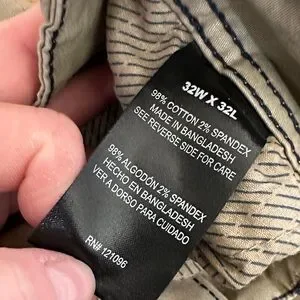 32W X 32L
98% COTTON 2% SPANDEX
MADE IN BANGLADESH
SEE REVERSE SIDE FOR CARE
98% ALGODÓN 2% SPANDEX
HECHO EN BANGLADESH
VER A DORSO PARA CUIDADO
RN# 121096